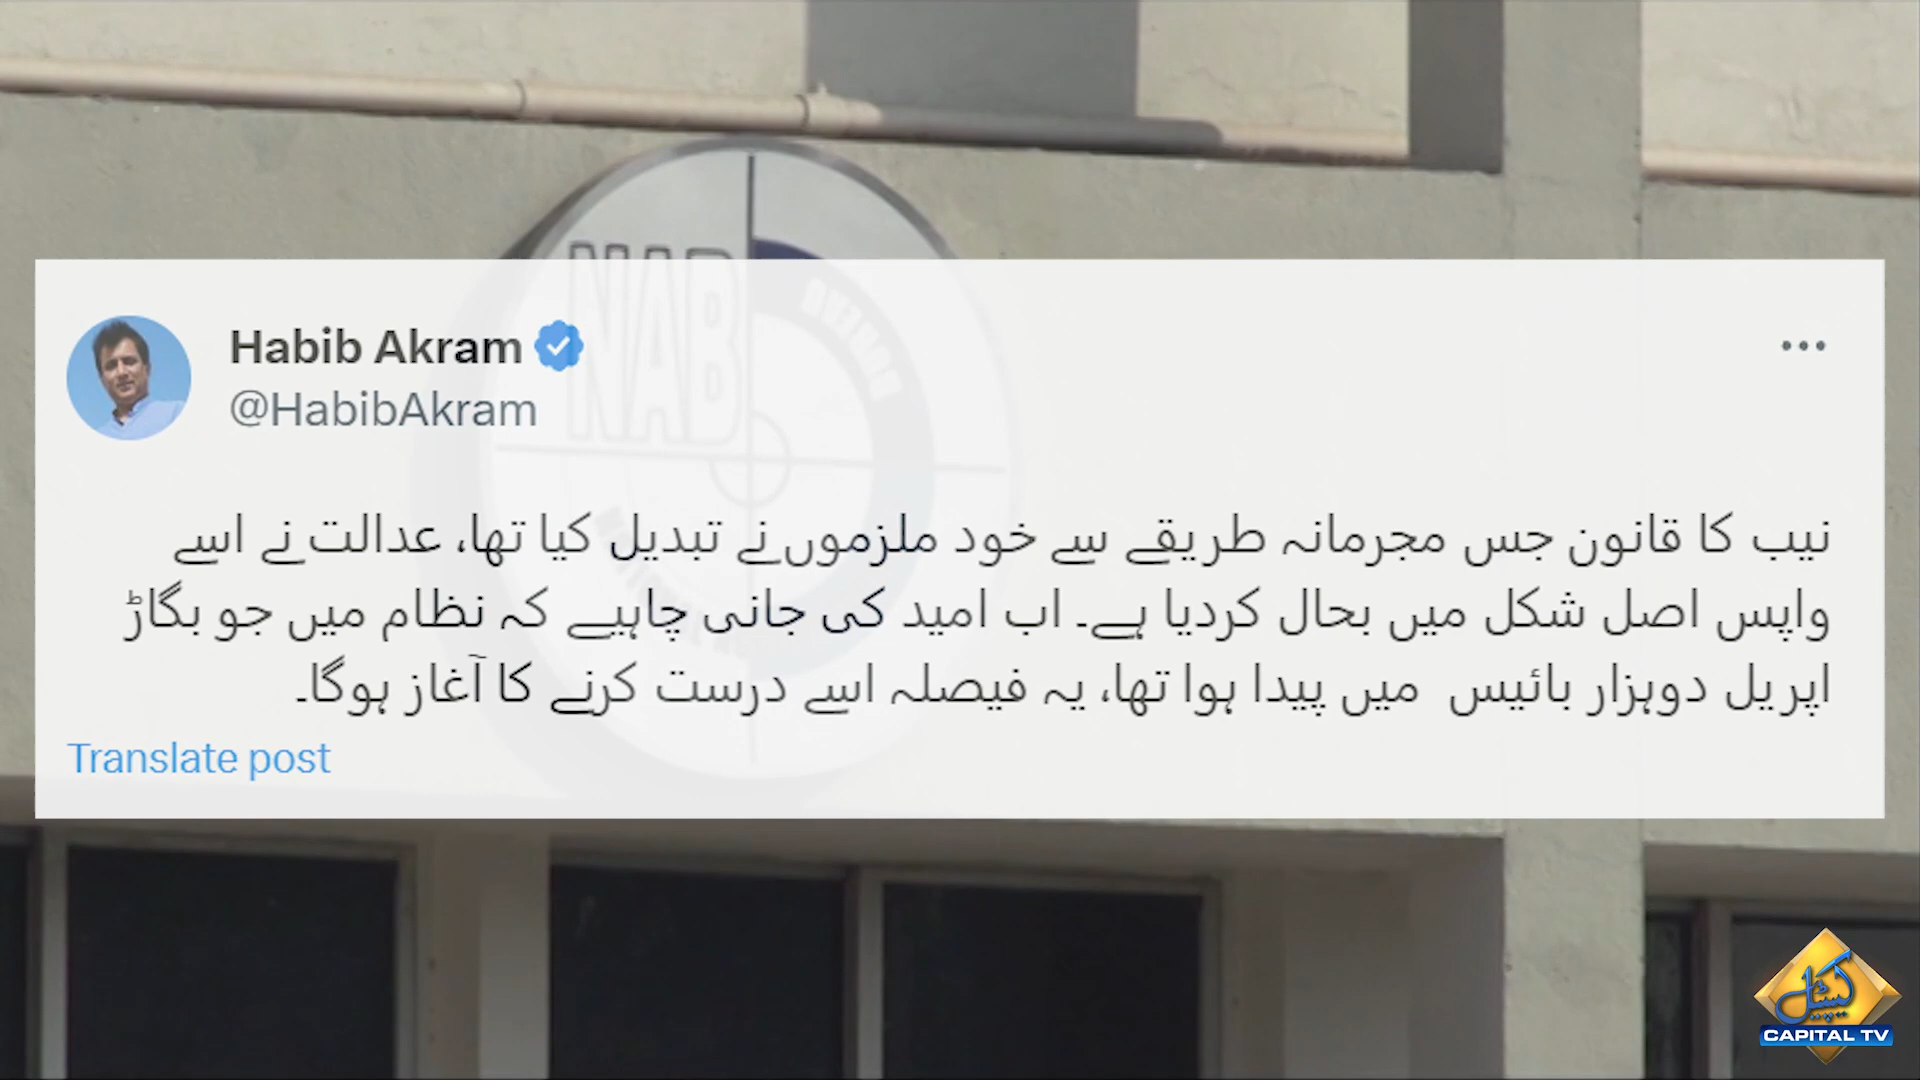 NAB
Habib Akram
@HabibAkram
نیب کا قانون جس مجرمانہ طریقے سے خود ملزموں نے تبدیل کیا تھا، عدالت نے اسے
واپس اصل شکل میں بحال کردیا ہے۔ اب امید کی جانی چاہیے کہ نظام میں جو بگاڑ
اپریل دوہزار بائیس میں پیدا ہوا تھا، یہ فیصلہ اسے درست کرنے کا آغاز ہوگا۔
Translate post
کیپیٹل
CAPITAL TV